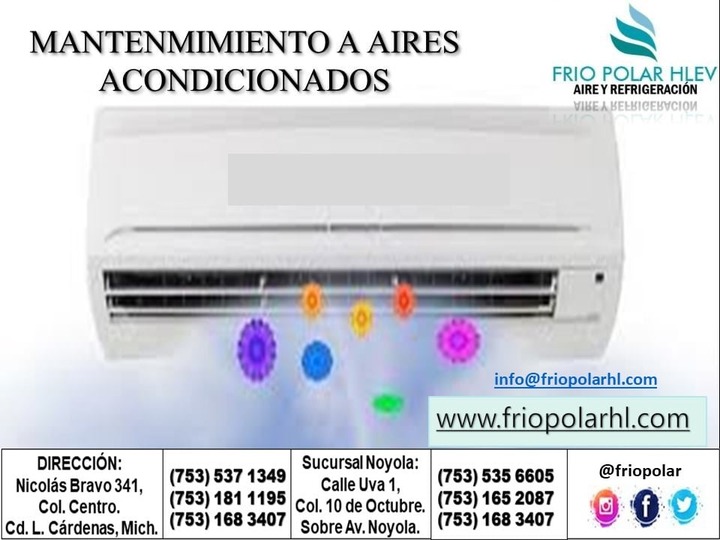 MANTENMIMIENTO A AIRES
ACONDICIONADOS
FRIO POLAR HLEV
AIRE Y REFRIGERACIÓN
info@friopolarhl.com
www.friopolarhl.com
DIRECCIÓN:
Nicolás Bravo 341,
Col. Centro.
Cd. L. Cárdenas, Mich.
(753) 537 1349
(753) 181 1195
(753) 168 3407
Sucursal Noyola:
Calle Uva 1,
Col. 10 de Octubre.
Sobre Av. Noyola.
(753) 535 6605
(753) 165 2087
(753) 168 3407
@friopolar